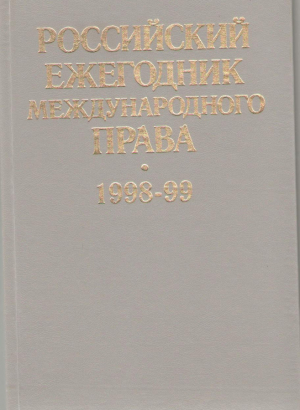 РОССИЙСКИЙ
ЕЖЕГОДНИК
МЕЖДУНАРОДНОГО
ПРАВА
•
1998-99